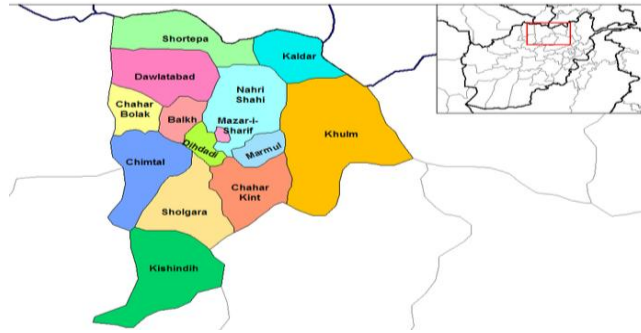 Shortepa
Kaldar
Dawlatabad
Nahri
Shahi
Chahar
Bolak
Balkh
Mazar-i-
Sharif
Khulm
Dihdadi
Marmul
Chimtal
Chahar
Kint
Sholgara
Kishindih